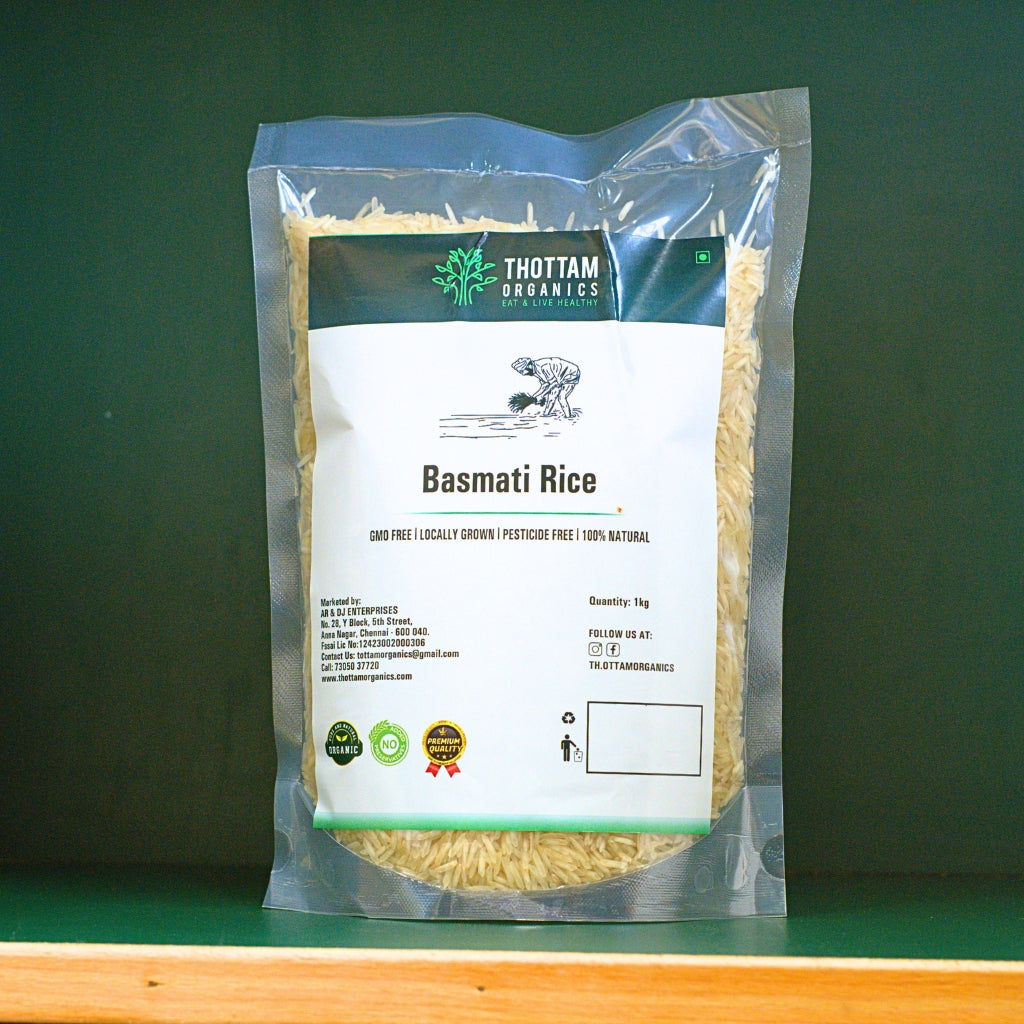 THOTTAM
ORGANICS
EAT & LIVE HEALTHY
Basmati Rice
GMO FREE | LOCALLY GROWN | PESTICIDE FREE | 100% NATURAL
Marketed by:
AR & DJ ENTERPRISES
No. 28, Y Block, 5th Street,
Anna Nagar, Chennai - 600 040.
Fssai Lic No:12423002000306
Contact Us: tottamorganics@gmail.com
Call: 73050 37720
www.thottamorganics.com
Quantity: 1kg
FOLLOW US AT:
TH.OTTAMORGANICS
ORGANIC
NO
PREMIUM
QUALITY